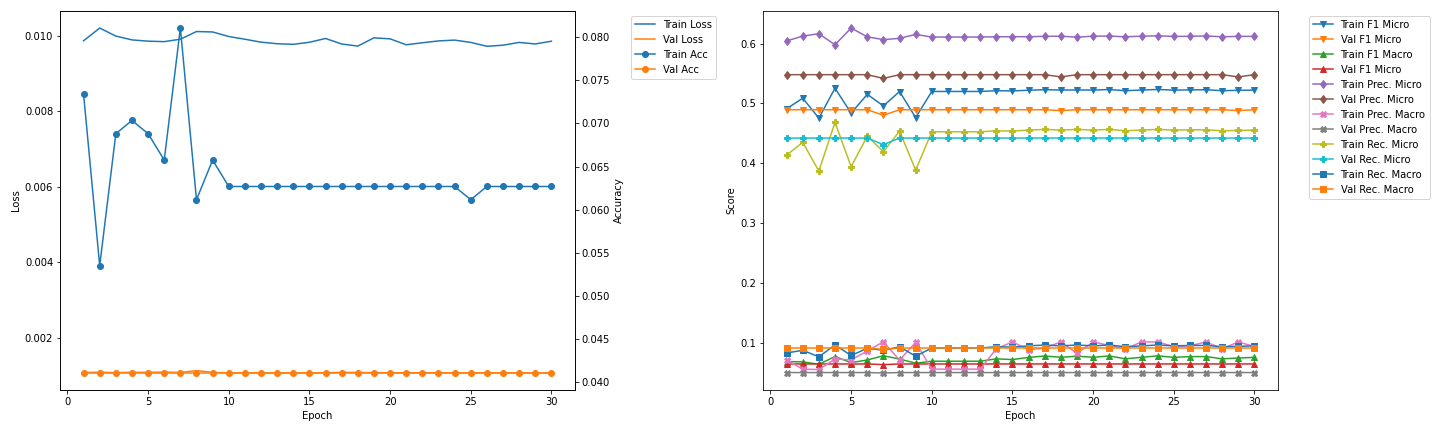 0.010
0.008
0.006
0.004
0.002
Loss
0
5
10
15
20
25
30
Epoch
0.080
0.075
0.070
0.065
0.060
0.055
0.050
0.045
0.040
Accuracy
Train Loss
Val Loss
Train Acc
Val Acc
0.6
0.5
0.4
0.3
0.2
0.1
Score
0
5
10
15
20
25
30
Epoch
Train F1 Micro
Val F1 Micro
Train F1 Macro
Val F1 Micro
Train Prec. Micro
Val Prec. Micro
Train Prec. Macro
Val Prec. Macro
Train Rec. Micro
Val Rec. Micro
Train Rec. Macro
Val Rec. Macro